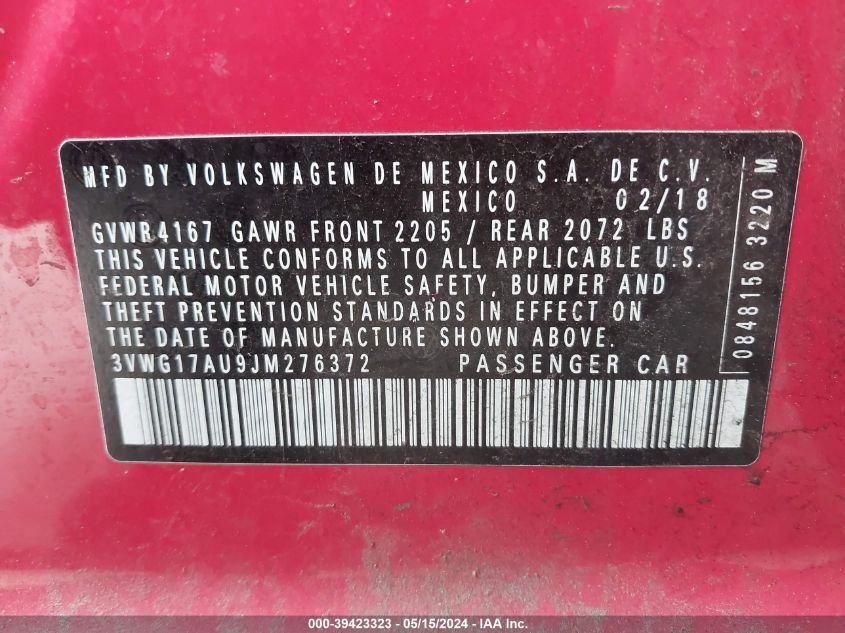 MFD BY VOLKSWAGEN DE MEXICO S.A. DE C.V.
MEXICO 02/18
GVWR4167 GAWR FRONT 2205 / REAR 2072 LBS
THIS VEHICLE CONFORMS TO ALL APPLICABLE U.S.
FEDERAL MOTOR VEHICLE SAFETY, BUMPER AND
THEFT PREVENTION STANDARDS IN EFFECT ON
THE DATE OF MANUFACTURE SHOWN ABOVE.
3VWG17AU9JM276372 PASSENGER CAR
0848156 3220 M
000-39423323 - 05/15/2024 - IAA, Inc.